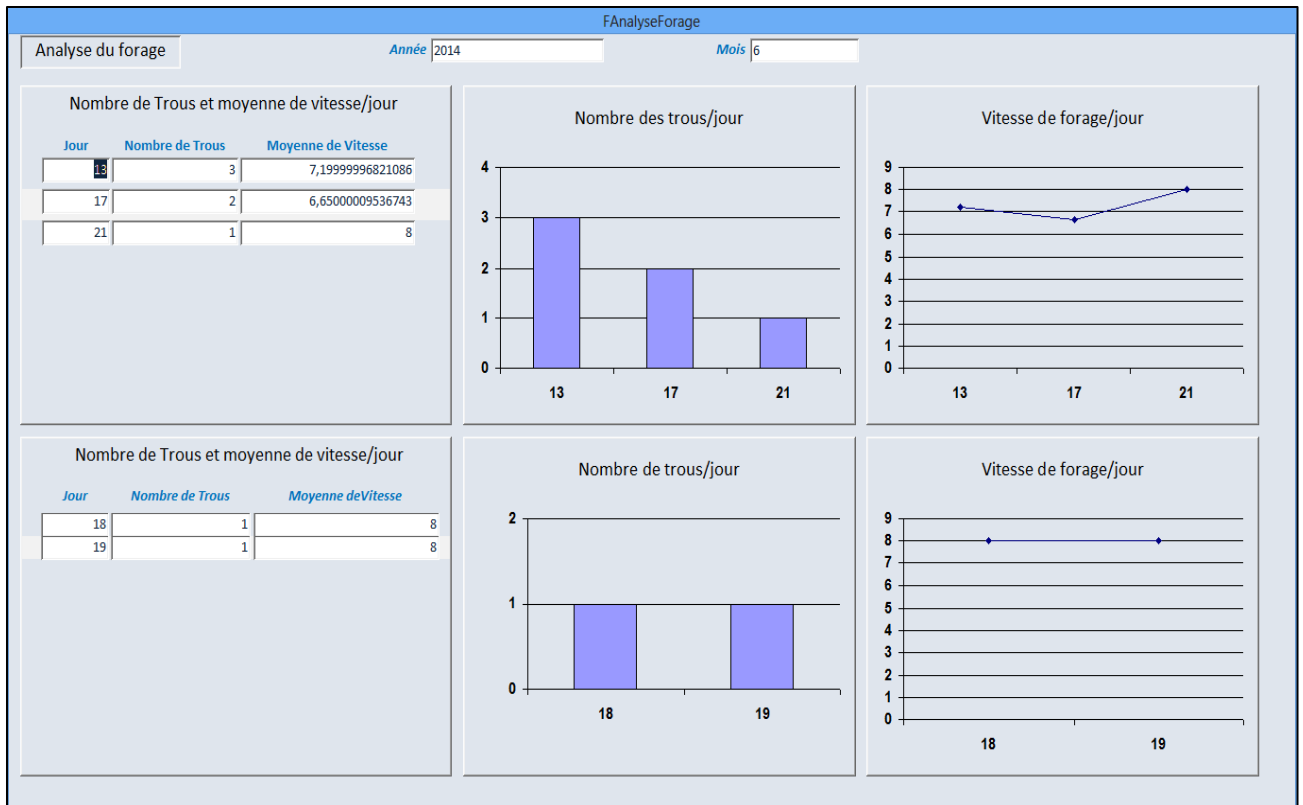 FAnalyseForage
Analyse du forage Année 2014 Mois 6
Nombre de Trous et moyenne de vitesse/jour
Jour Nombre de Trous Moyenne de Vitesse
13 3 7,19999996821086
17 2 6,65000009536743
21 1 8
Nombre des trous/jour
4
3
2
1
0
13 17 21
Vitesse de forage/jour
9
8
7
6
5
4
3
2
1
0
13 17 21
Nombre de Trous et moyenne de vitesse/jour
Jour Nombre de Trous Moyenne deVitesse
18 1 8
19 1 8
Nombre de trous/jour
2
1
0
18 19
Vitesse de forage/jour
9
8
7
6
5
4
3
2
1
0
18 19